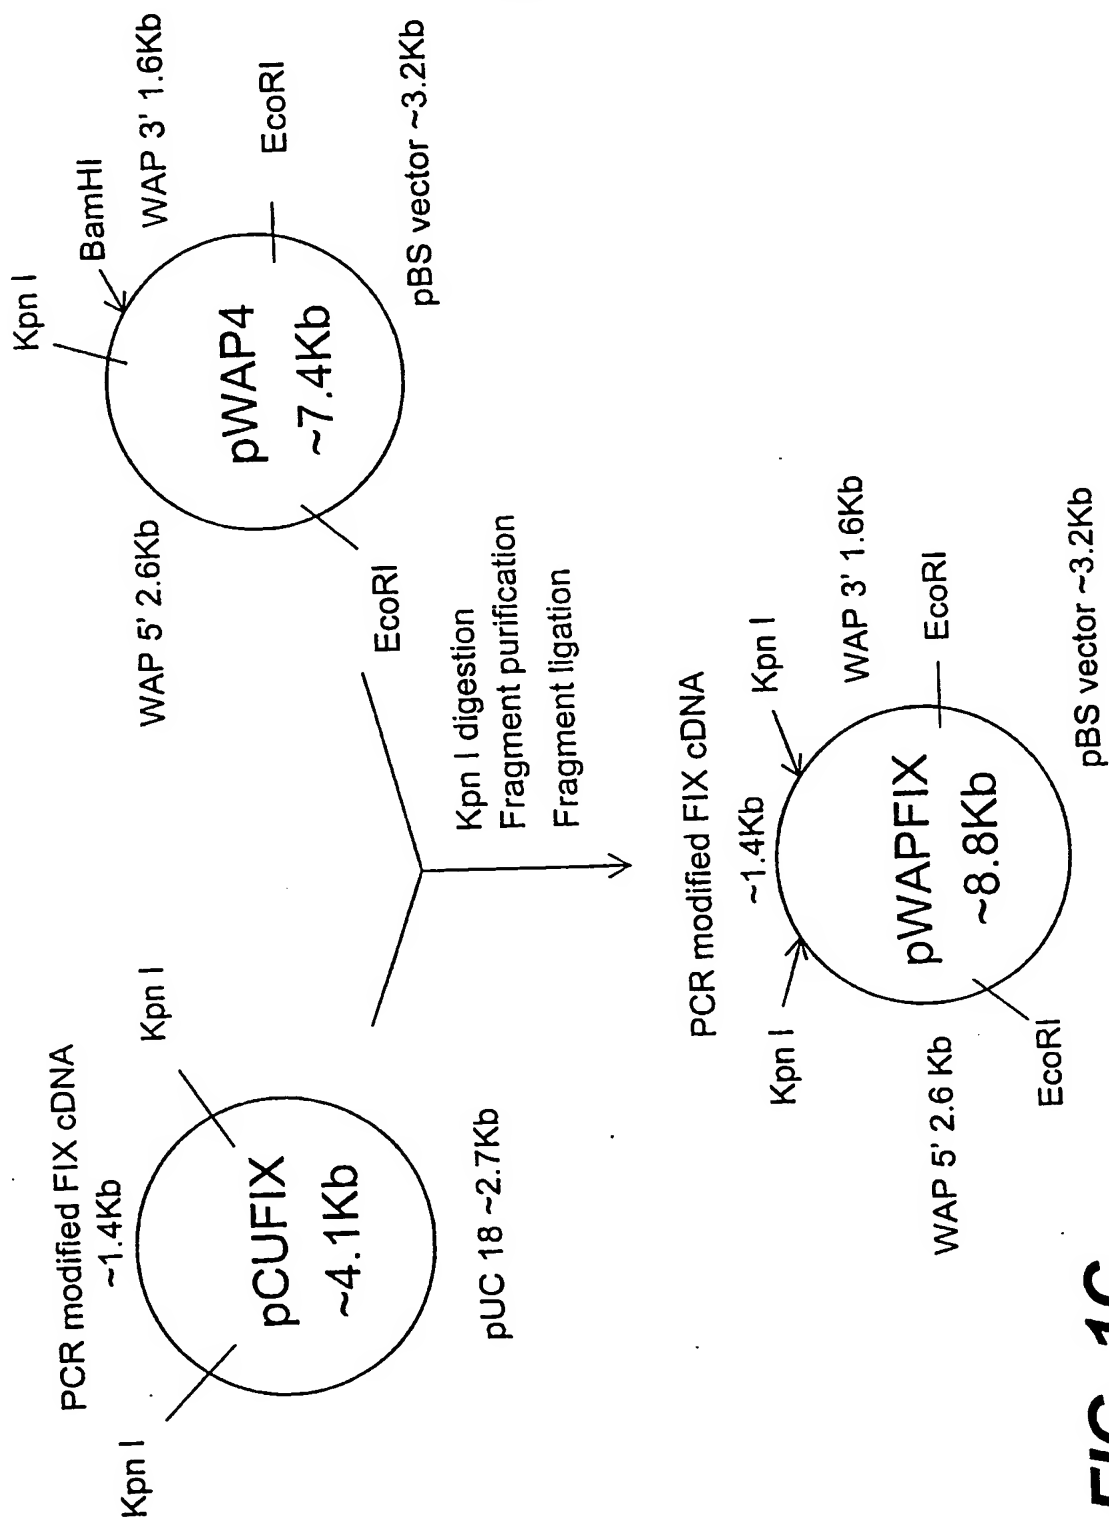 PCR modified FIX cDNA
~1.4Kb
Kpn I
Kpn I
pCUFIX
~4.1Kb
pUC 18 ~2.7Kb
Kpn I
BamHI
WAP 5' 2.6Kb
WAP 3' 1.6Kb
pWAP4
~7.4Kb
EcoRI
EcoRI
pBS vector ~3.2Kb
Kpn I digestion
Fragment purification
Fragment ligation
PCR modified FIX cDNA
~1.4Kb
Kpn I
Kpn I
WAP 5' 2.6 Kb
WAP 3' 1.6Kb
pWAPFIX
~8.8Kb
EcoRI
EcoRI
pBS vector ~3.2Kb
FIG. 1C